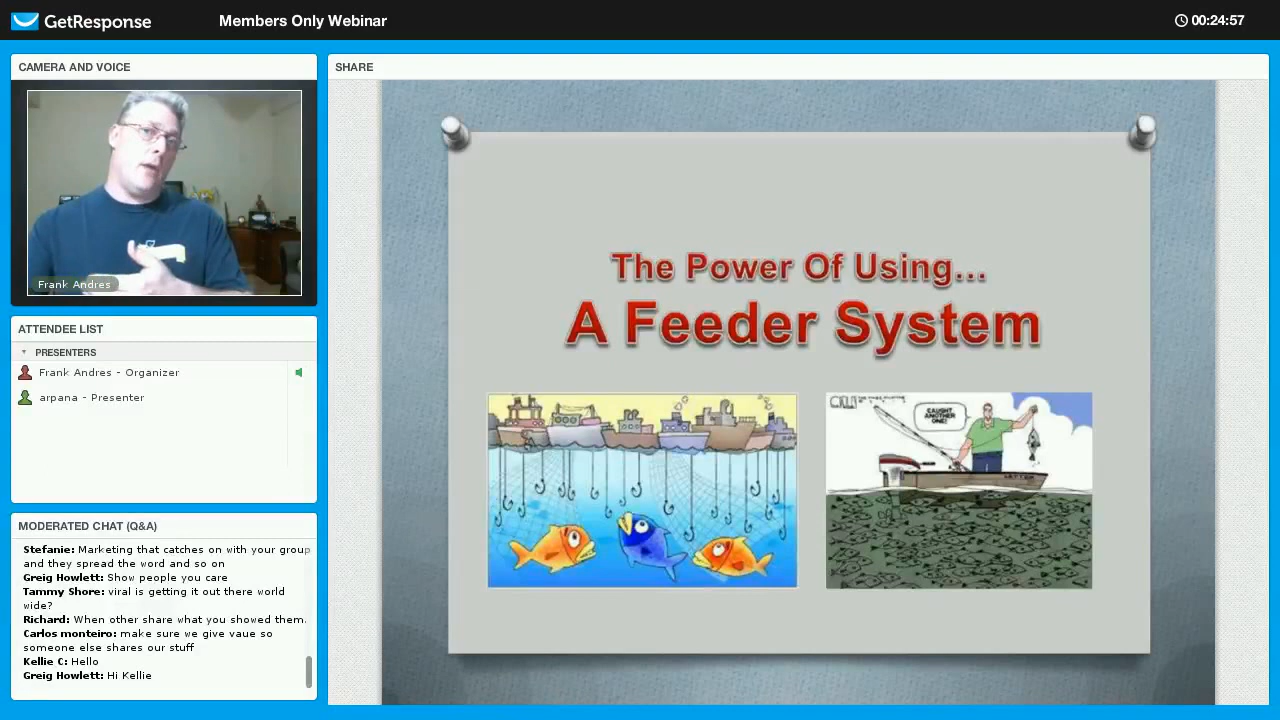 GetResponse
Members Only Webinar
00:24:57
CAMERA AND VOICE
Frank Andres
ATTENDEE LIST
PRESENTERS
Frank Andres - Organizer
arpana - Presenter
MODERATED CHAT (Q&A)
Stefanie: Marketing that catches on with your group
and they spread the word and so on
Greig Howlett: Show people you care
Tammy Shore: viral is getting it out there world
wide?
Richard: When other share what you showed them.
Carlos monteiro: make sure we give vaue so
someone else shares our stuff
Kellie C: Hello
Greig Howlett: Hi Kellie
SHARE
The Power Of Using...
A Feeder System
CAUGHT
ANOTHER
ONE!